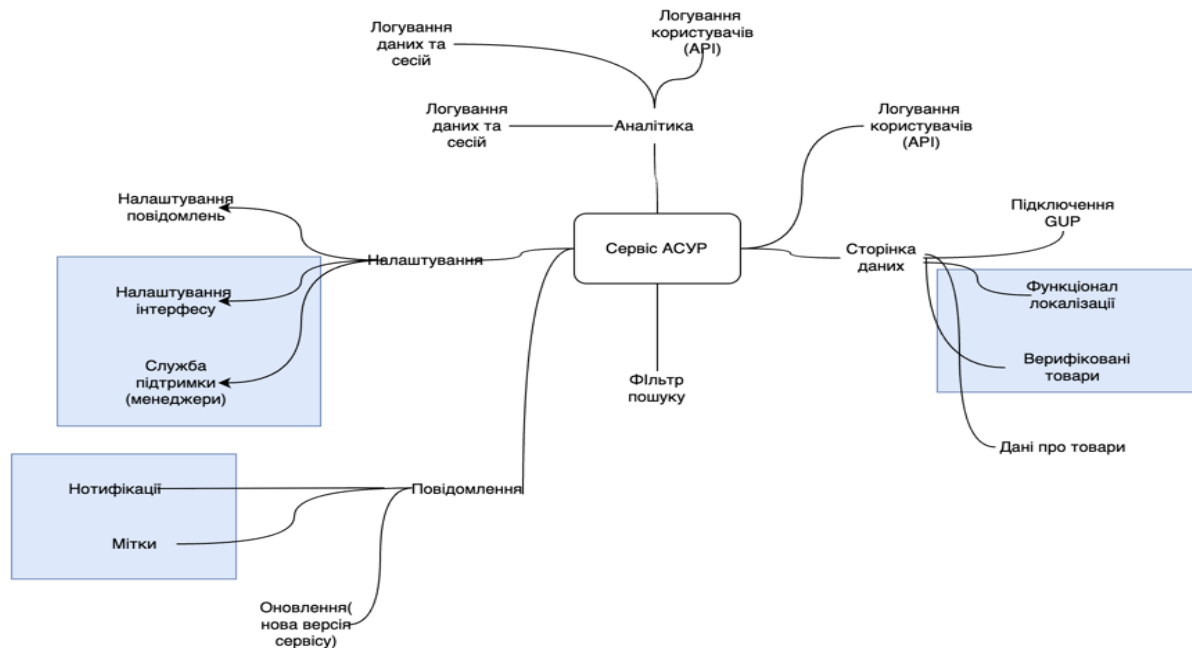 Логування
даних та
сесій
Логування
користувачів
(API)
Логування
даних та
сесій
Аналітика
Логування
користувачів
(API)
Налаштування
повідомлень
Налаштування
Сервіс АСУР
Сторінка
даних
Підключення
GUP
Налаштування
інтерфесу
Функціонал
локалізації
Служба
підтримки
(менеджери)
ФІльтр
пошуку
Верифіковані
товари
Дані про товари
Нотифікації
Повідомлення
Мітки
Оновлення(
нова версія
сервісу)